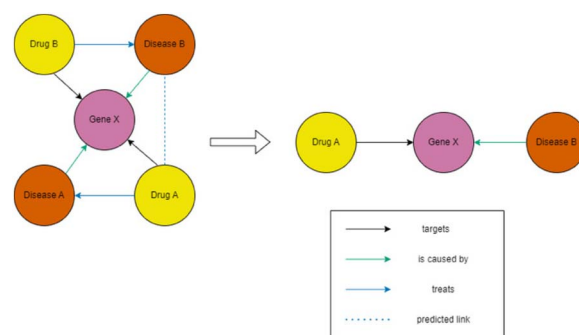 Drug B
Disease B
Gene X
Disease A
Drug A
Drug A
Gene X
Disease B
targets
is caused by
treats
predicted link